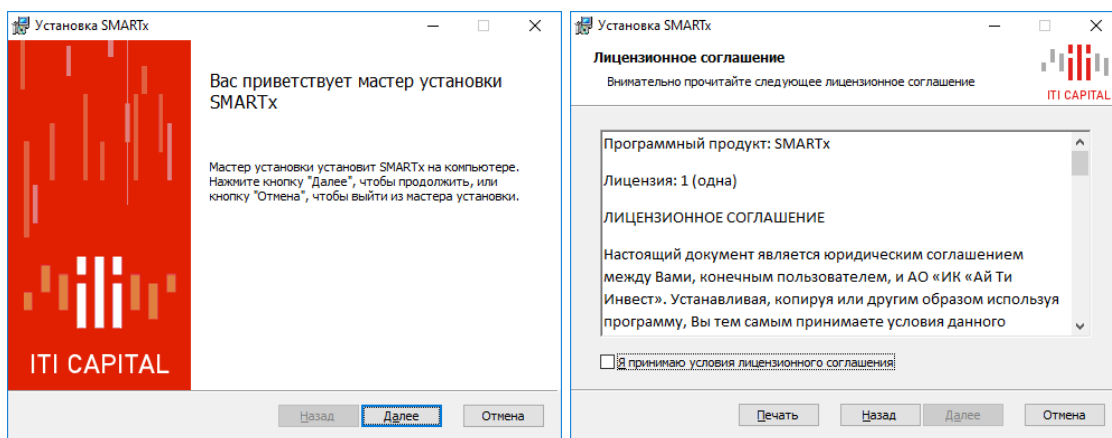 Установка SMARTx
Вас приветствует мастер установки
SMARTx
Мастер установки установит SMARTx на компьютере.
Нажмите кнопку "Далее", чтобы продолжить, или
кнопку "Отмена", чтобы выйти из мастера установки.
ITI CAPITAL
Назад Далее Отмена
Установка SMARTx
Лицензионное соглашение
Внимательно прочитайте следующее лицензионное соглашение
ITI CAPITAL
Программный продукт: SMARTx
Лицензия: 1 (одна)
ЛИЦЕНЗИОННОЕ СОГЛАШЕНИЕ
Настоящий документ является юридическим соглашением
между Вами, конечным пользователем, и АО «ИК «Ай Ти
Инвест». Устанавливая, копируя или другим образом используя
программу, Вы тем самым принимаете условия данного
Я принимаю условия лицензионного соглашения
Печать Назад Далее Отмена